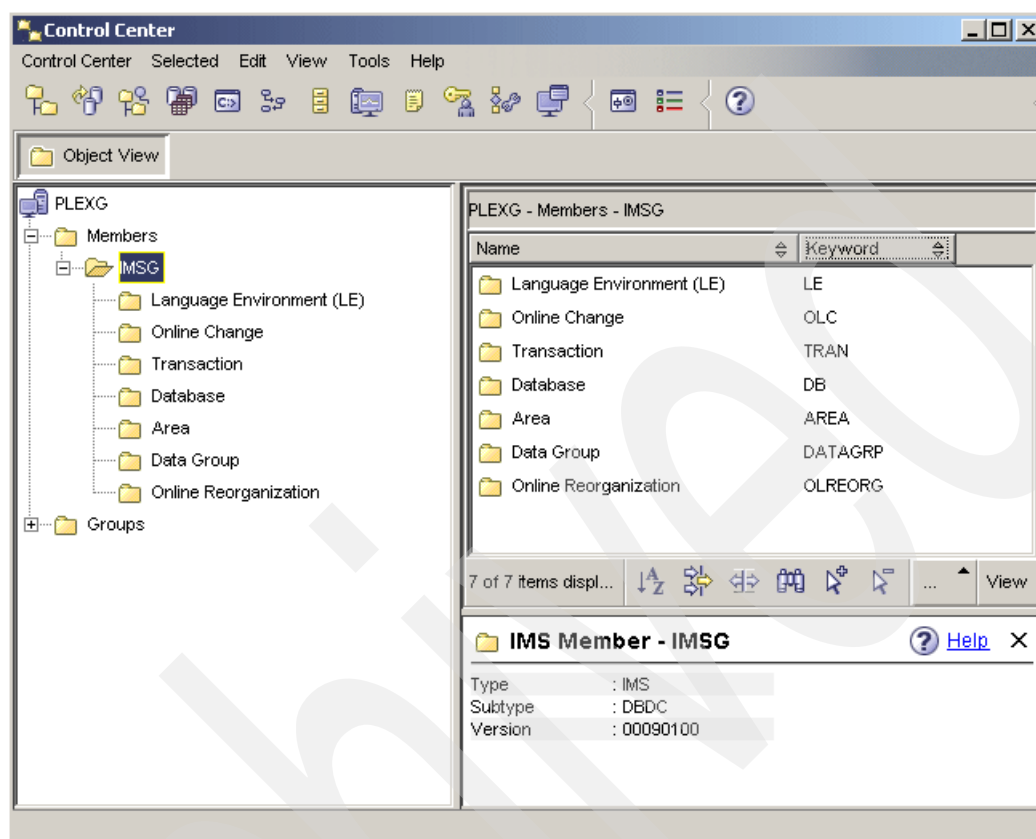 Control Center
Control Center Selected Edit View Tools Help
Object View
PLEXG
Members
IMSG
Language Environment (LE)
Online Change
Transaction
Database
Area
Data Group
Online Reorganization
Groups
PLEXG - Members - IMSG
Name Keyword
Language Environment (LE) LE
Online Change OLC
Transaction TRAN
Database DB
Area AREA
Data Group DATAGRP
Online Reorganization OLREORG
7 of 7 items displ... ... View
IMS Member - IMSG Help
Type : IMS
Subtype : DBDC
Version : 00090100